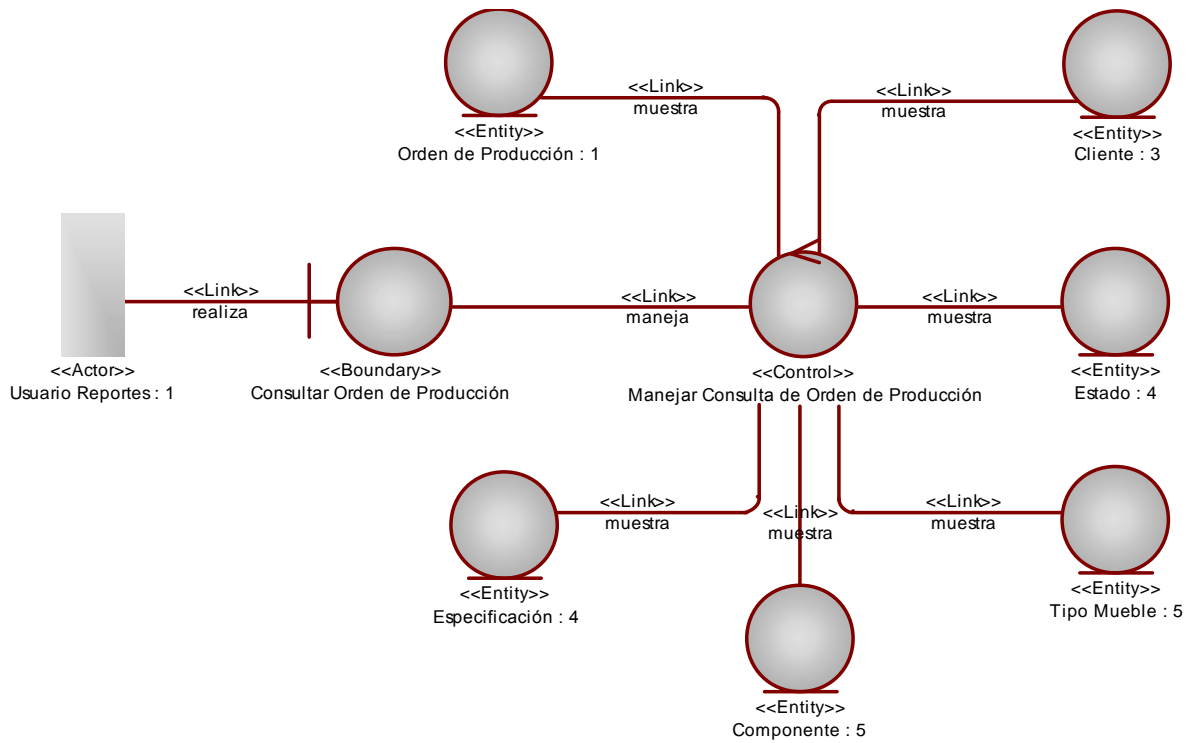 <<Link>>
muestra
<<Link>>
muestra
<<Entity>>
Orden de Producción : 1
<<Entity>>
Cliente : 3
<<Link>>
realiza
<<Link>>
maneja
<<Link>>
muestra
<<Actor>>
Usuario Reportes : 1
<<Boundary>>
Consultar Orden de Producción
<<Control>>
Manejar Consulta de Orden de Producción
<<Entity>>
Estado : 4
<<Link>>
muestra
<<Link>>
muestra
<<Link>>
muestra
<<Entity>>
Especificación : 4
<<Entity>>
Tipo Mueble : 5
<<Entity>>
Componente : 5